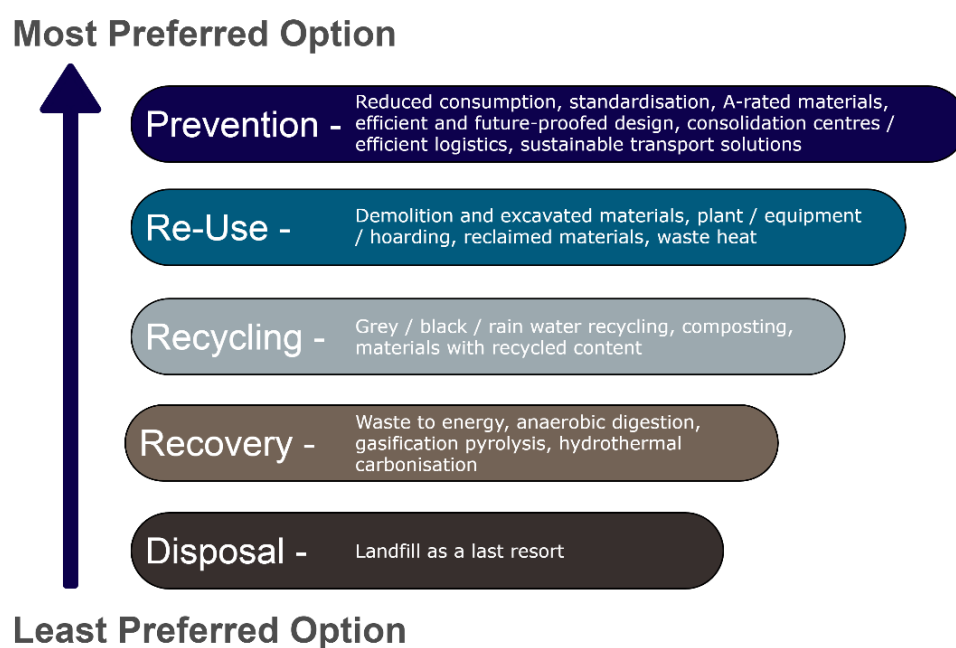 Most Preferred Option
Prevention -
Reduced consumption, standardisation, A-rated materials,
efficient and future-proofed design, consolidation centres /
efficient logistics, sustainable transport solutions
Re-Use -
Demolition and excavated materials, plant / equipment
/ hoarding, reclaimed materials, waste heat
Recycling -
Grey / black / rain water recycling, composting,
materials with recycled content
Recovery -
Waste to energy, anaerobic digestion,
gasification pyrolysis, hydrothermal
carbonisation
Disposal -
Landfill as a last resort
Least Preferred Option